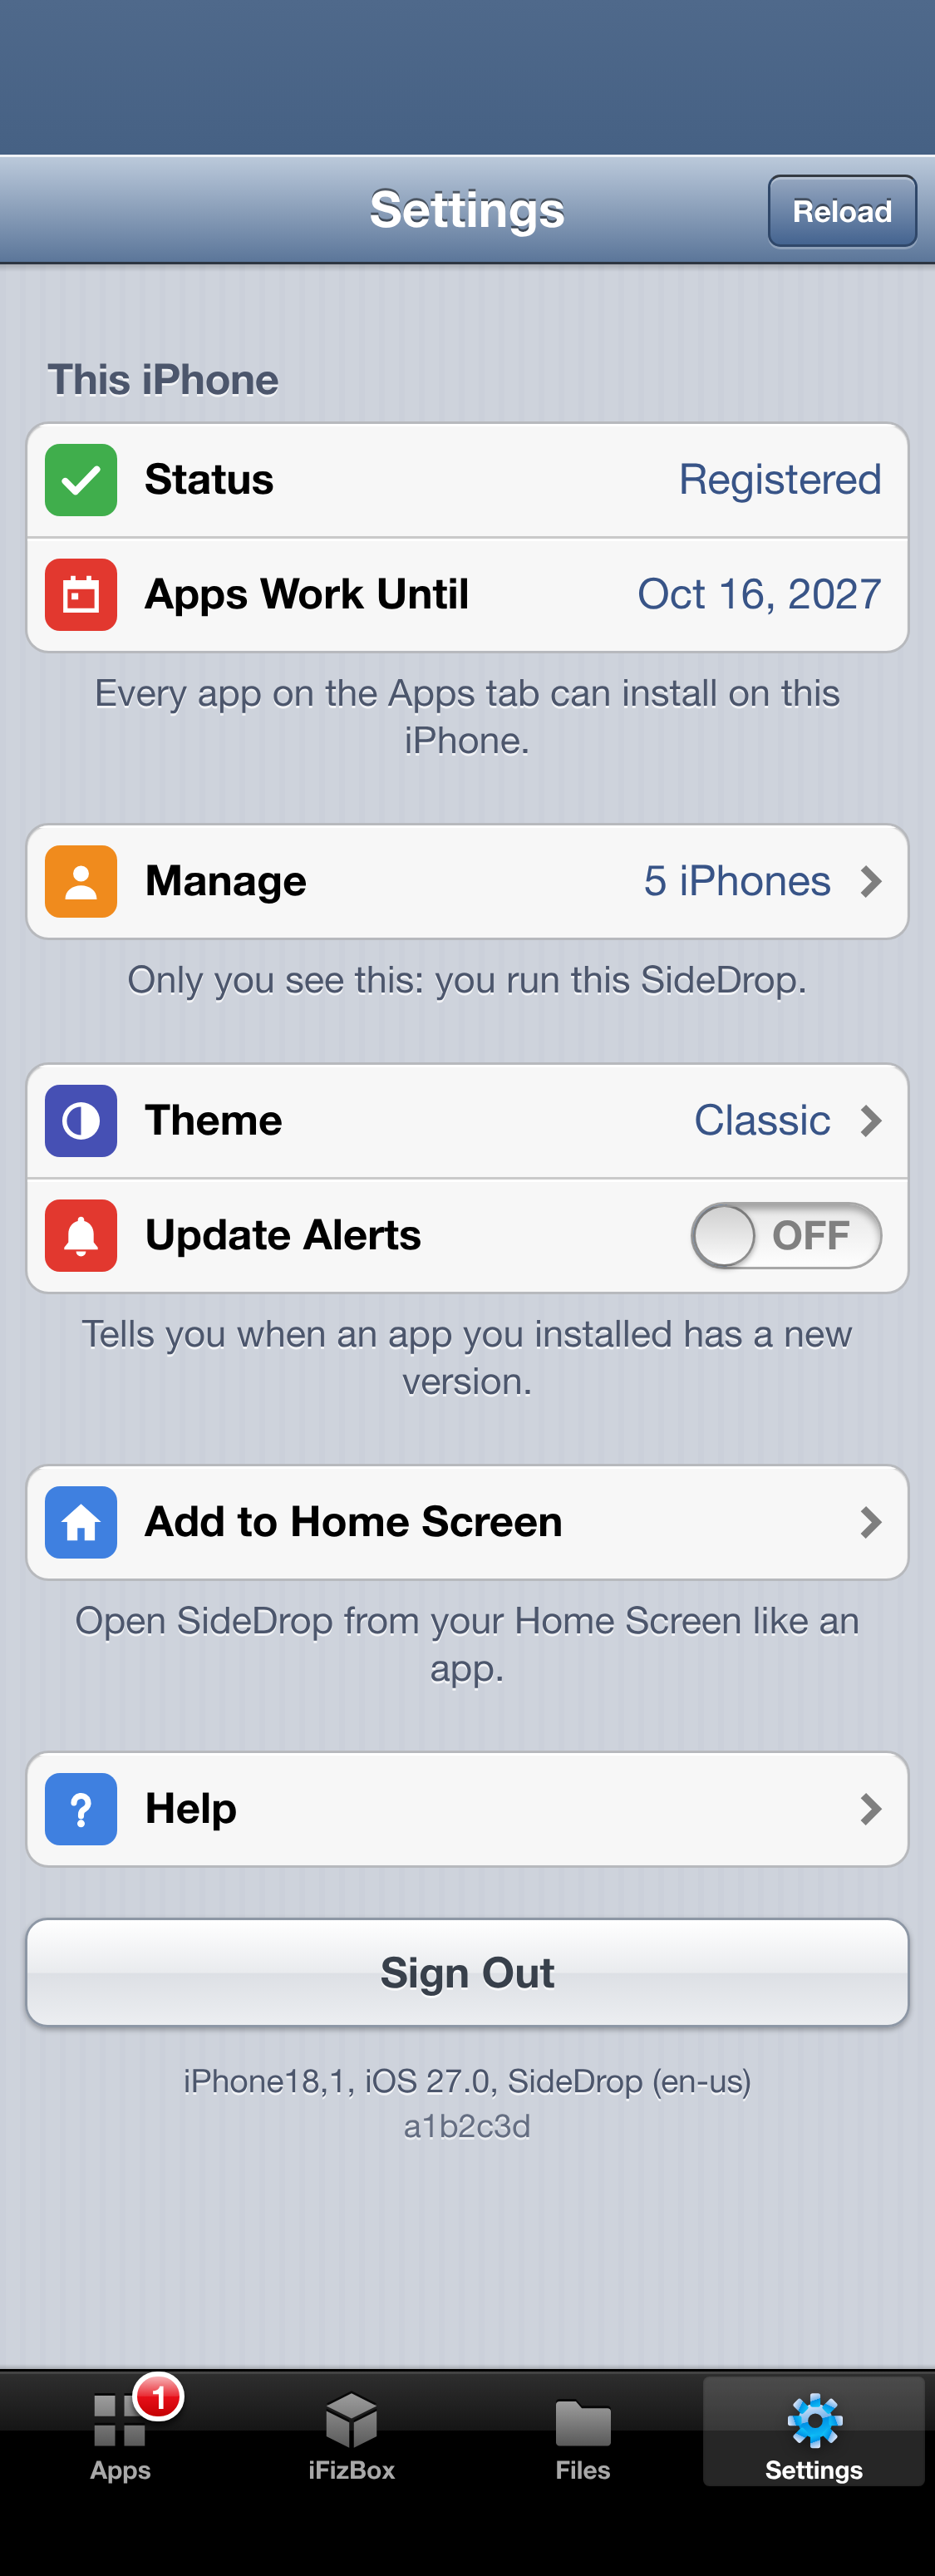 Settings
Reload
This iPhone
Status Registered
Apps Work Until Oct 16, 2027
Every app on the Apps tab can install on this
iPhone.
Manage 5 iPhones
Only you see this: you run this SideDrop.
Theme Classic
Update Alerts OFF
Tells you when an app you installed has a new
version.
Add to Home Screen
Open SideDrop from your Home Screen like an
app.
Help
Sign Out
iPhone18,1, iOS 27.0, SideDrop (en-us)
a1b2c3d
1
Apps iFizBox Files Settings